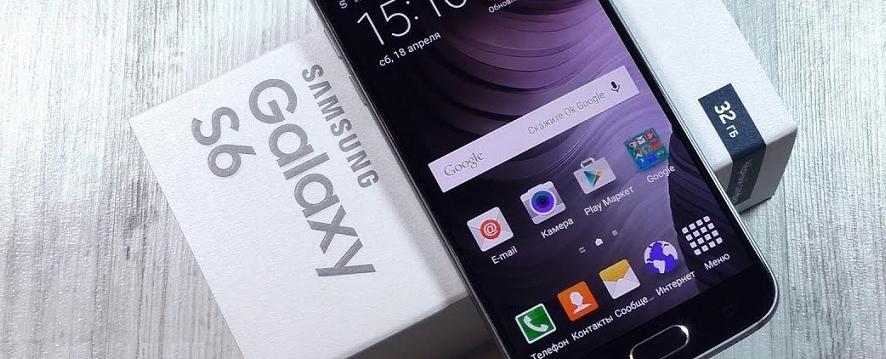 SAMSUNG
Galaxy
S6
15:10
сб, 18 апреля
Google
Скажите Ok Google
E-mail
Камера
Play Маркет
Google
Телефон
Контакты
Сообще...
Интернет
Меню
32 гб